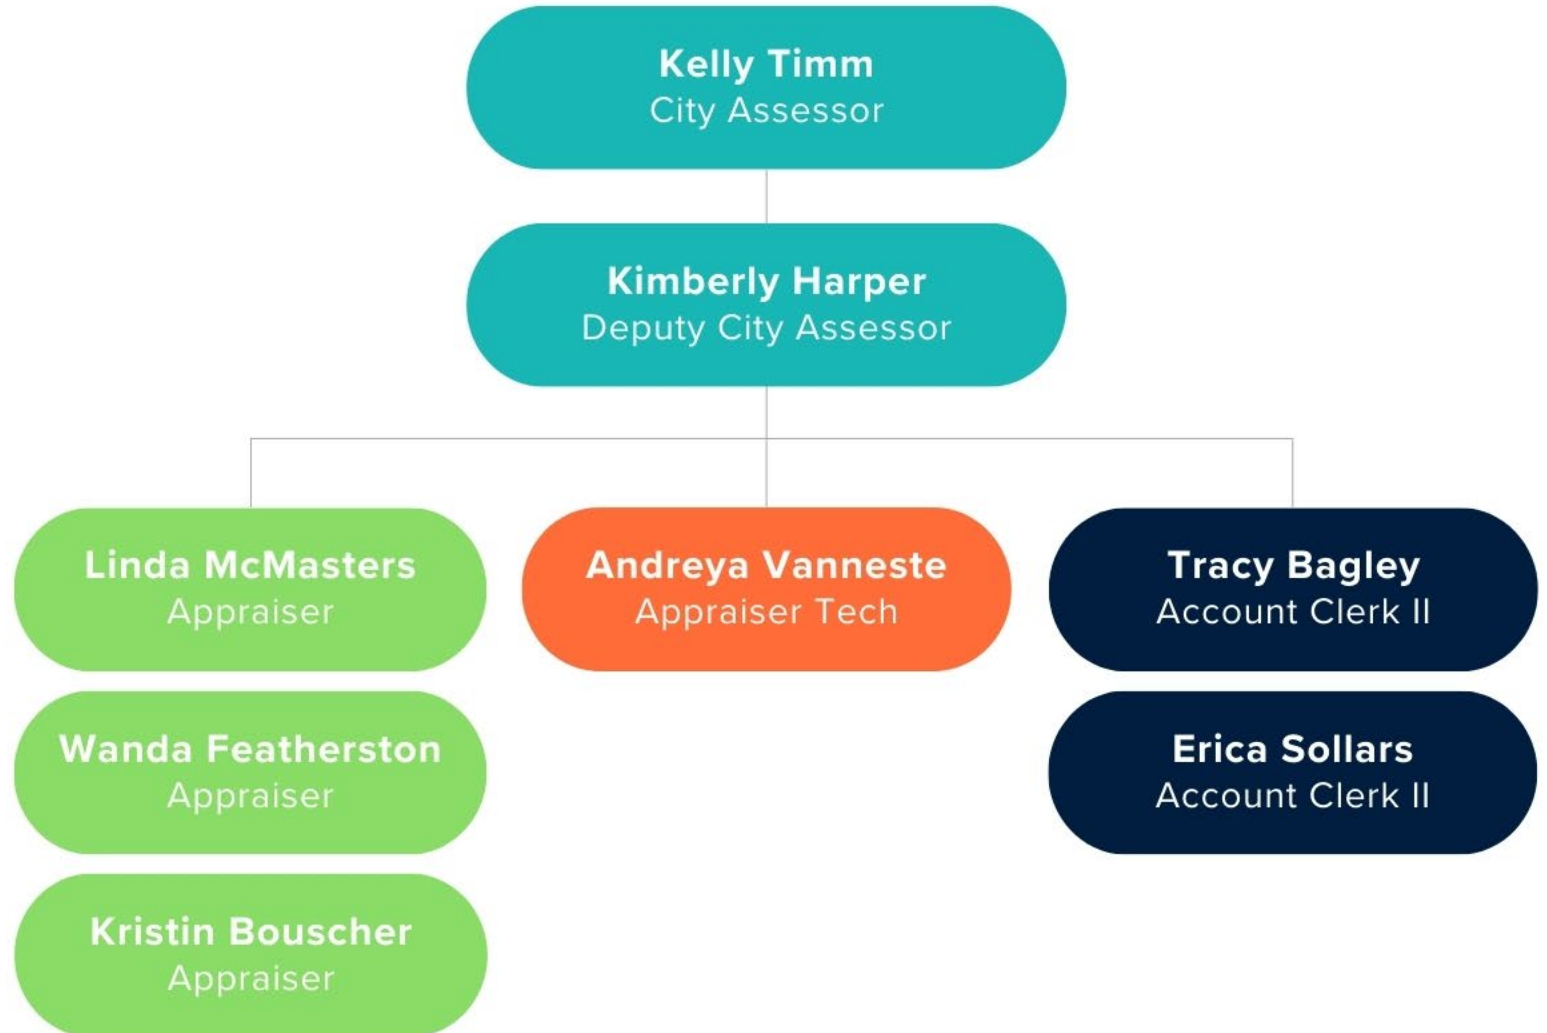 Kelly Timm
City Assessor
Kimberly Harper
Deputy City Assessor
Linda McMasters
Appraiser
Andreya Vanneste
Appraiser Tech
Tracy Bagley
Account Clerk II
Wanda Featherston
Appraiser
Erica Sollars
Account Clerk II
Kristin Bouscher
Appraiser